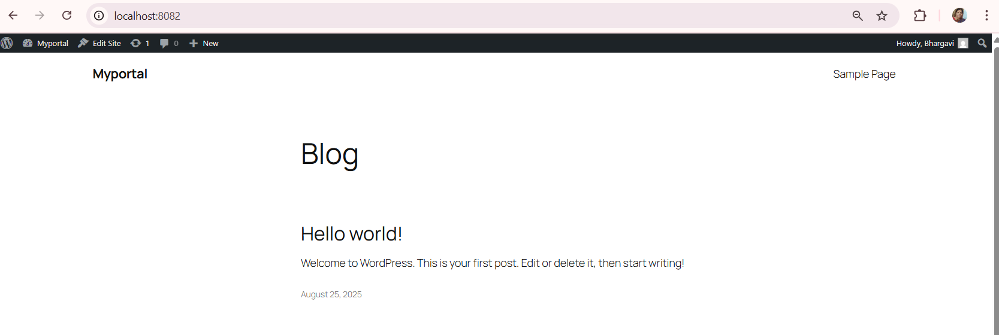 localhost:8082
Myportal Edit Site 1 0 New Howdy, Bhargavi
Myportal Sample Page
Blog
Hello world!
Welcome to WordPress. This is your first post. Edit or delete it, then start writing!
August 25, 2025